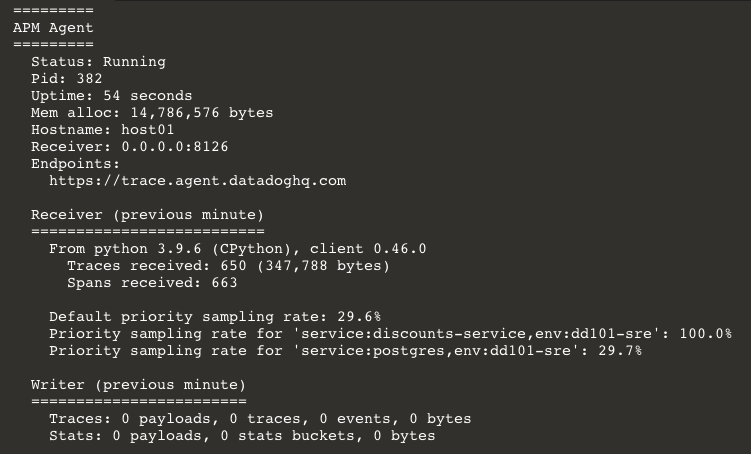 =========
APM Agent
=========
Status: Running
Pid: 382
Uptime: 54 seconds
Mem alloc: 14,786,576 bytes
Hostname: host01
Receiver: 0.0.0.0:8126
Endpoints:
https://trace.agent.datadoghq.com
Receiver (previous minute)
==========================
From python 3.9.6 (CPython), client 0.46.0
Traces received: 650 (347,788 bytes)
Spans received: 663
Default priority sampling rate: 29.6%
Priority sampling rate for 'service:discounts-service,env:dd101-sre': 100.0%
Priority sampling rate for 'service:postgres,env:dd101-sre': 29.7%
Writer (previous minute)
========================
Traces: 0 payloads, 0 traces, 0 events, 0 bytes
Stats: 0 payloads, 0 stats buckets, 0 bytes